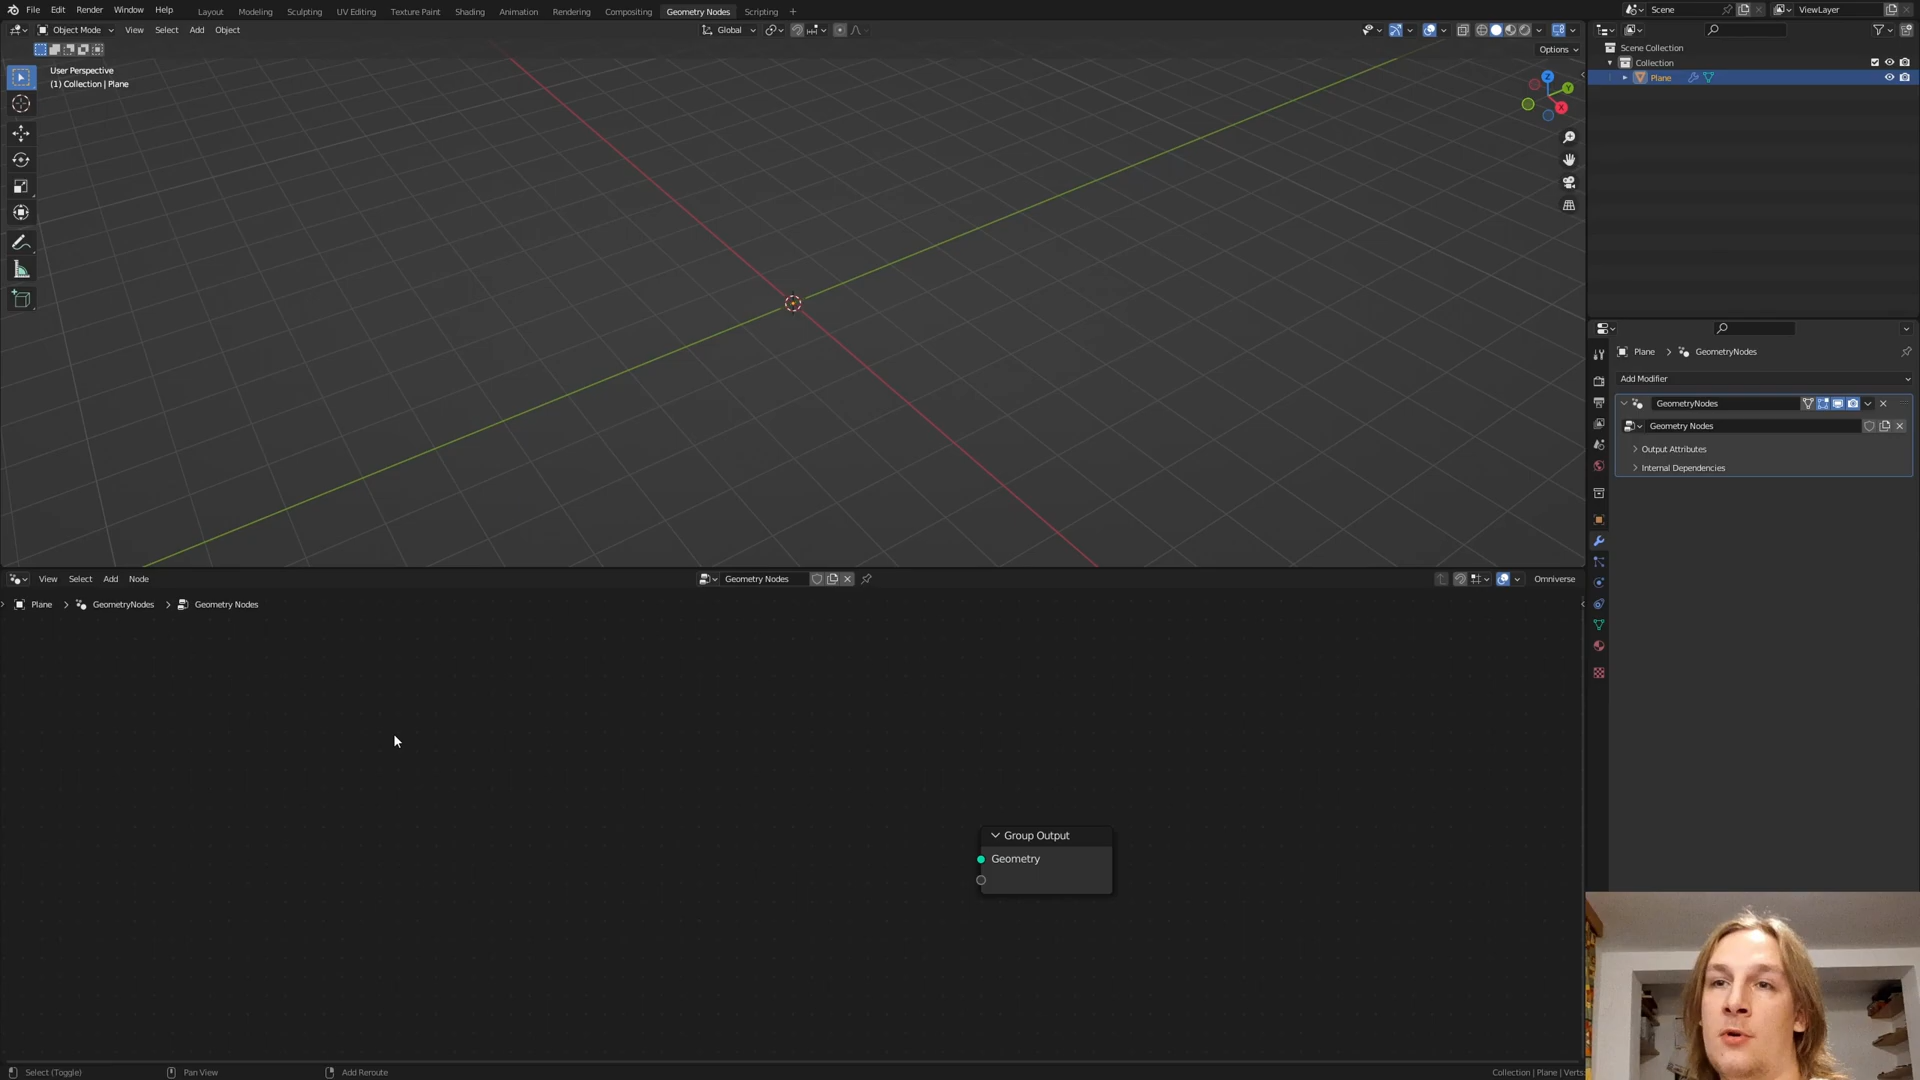 File Edit Render Window Help Layout Modeling Sculpting UV Editing Texture Paint Shading Animation Rendering Compositing Geometry Nodes Scripting + Scene ViewLayer
Object Mode View Select Add Object Global
Options
User Perspective
(1) Collection | Plane
Z
Y
X
Scene Collection
Collection
Plane
Plane > GeometryNodes
Add Modifier
GeometryNodes
Geometry Nodes
Output Attributes
Internal Dependencies
View Select Add Node Geometry Nodes Omniverse
Plane > GeometryNodes > Geometry Nodes
Group Output
Geometry
Select (Toggle) Pan View Add Reroute Collection | Plane | Verts: